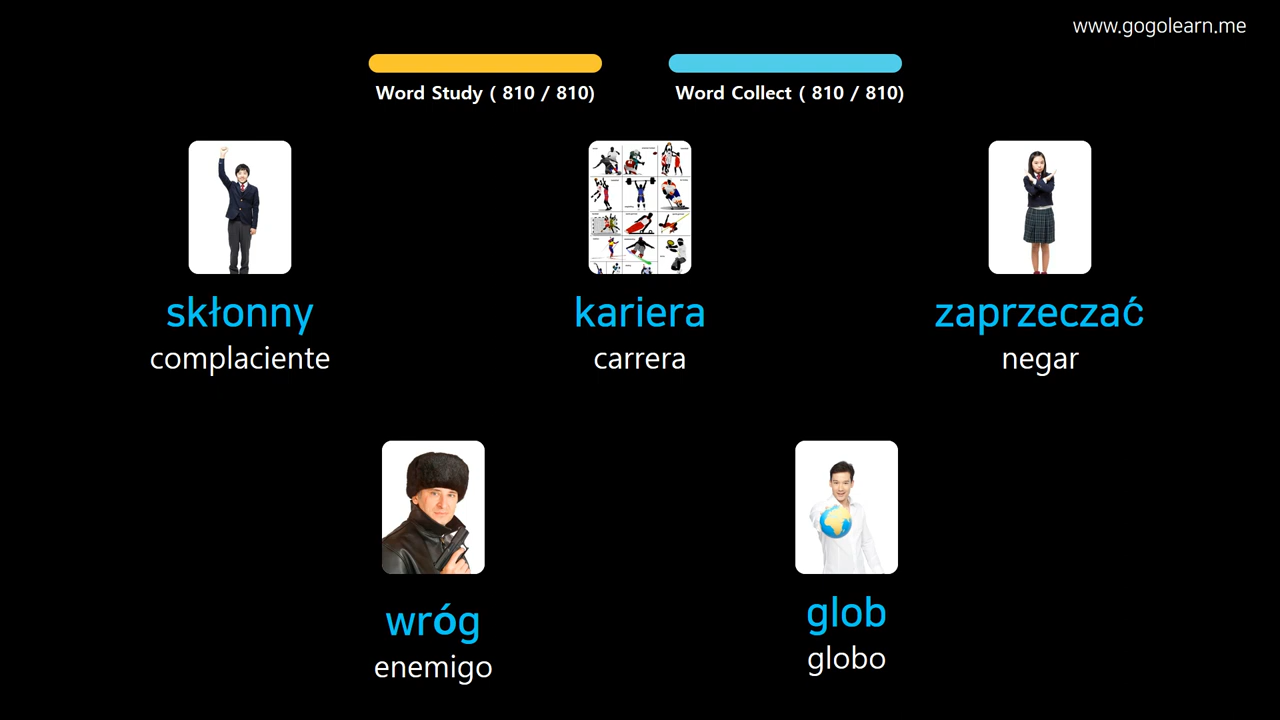 www.gogolearn.me
Word Study ( 810 / 810)
Word Collect ( 810 / 810)
skłonny
complaciente
kariera
carrera
zaprzeczać
negar
wróg
enemigo
glob
globo